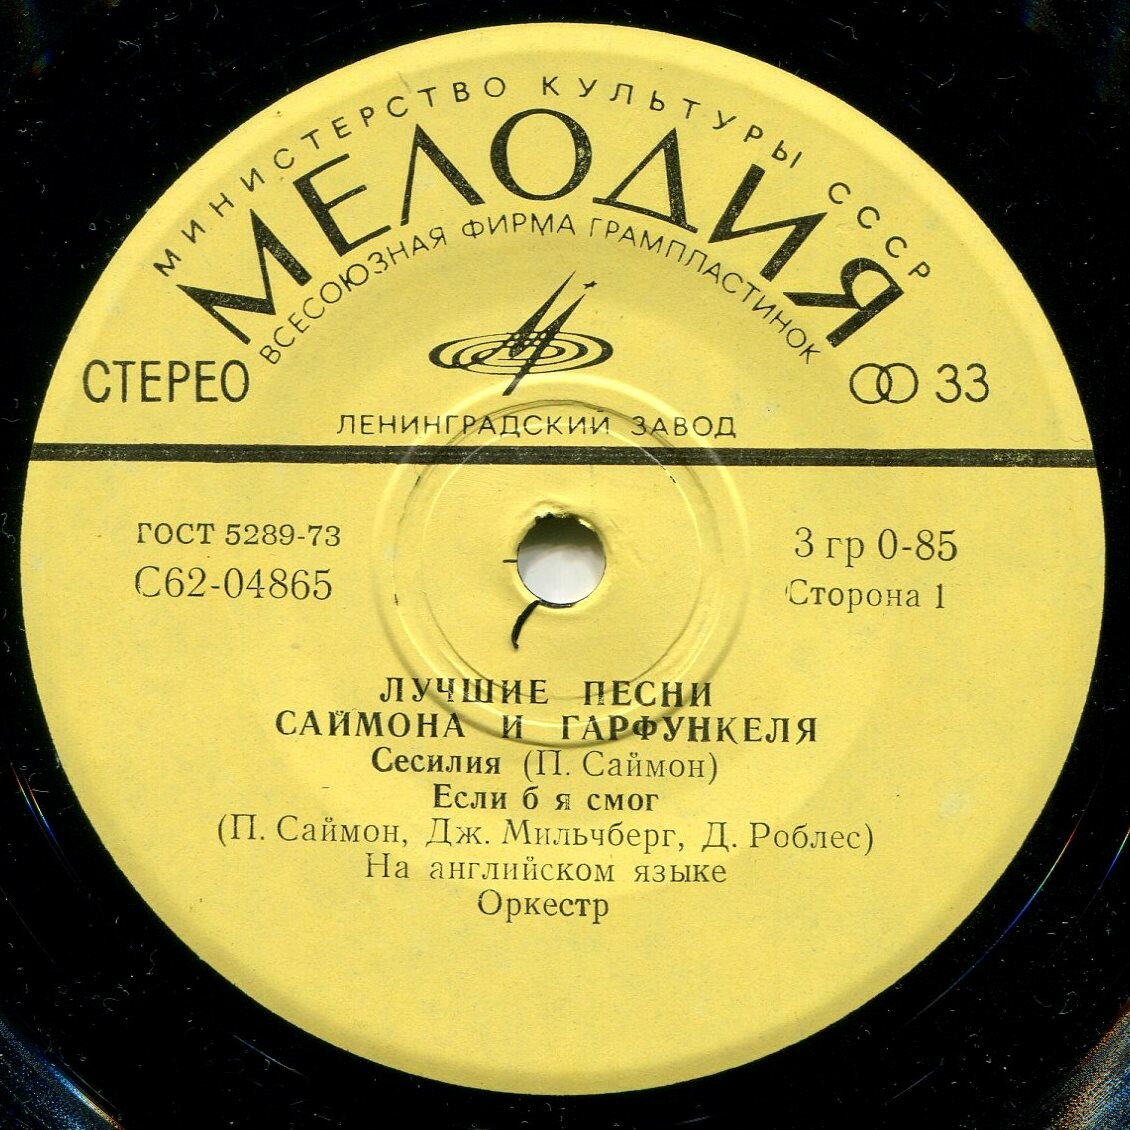 МИНИСТЕРСТВО КУЛЬТУРЫ СССР
МЕЛОДИЯ
ВСЕСОЮЗНАЯ ФИРМА ГРАМПЛАСТИНОК
СТЕРЕО
33
ЛЕНИНГРАДСКИЙ ЗАВОД
ГОСТ 5289-73
3 гр 0-85
С62-04865
Сторона 1
ЛУЧШИЕ ПЕСНИ
САЙМОНА И ГАРФУНКЕЛЯ
Сесилия (П. Саймон)
Если б я смог
(П. Саймон, Дж. Мильчберг, Д. Роблес)
На английском языке
Оркестр